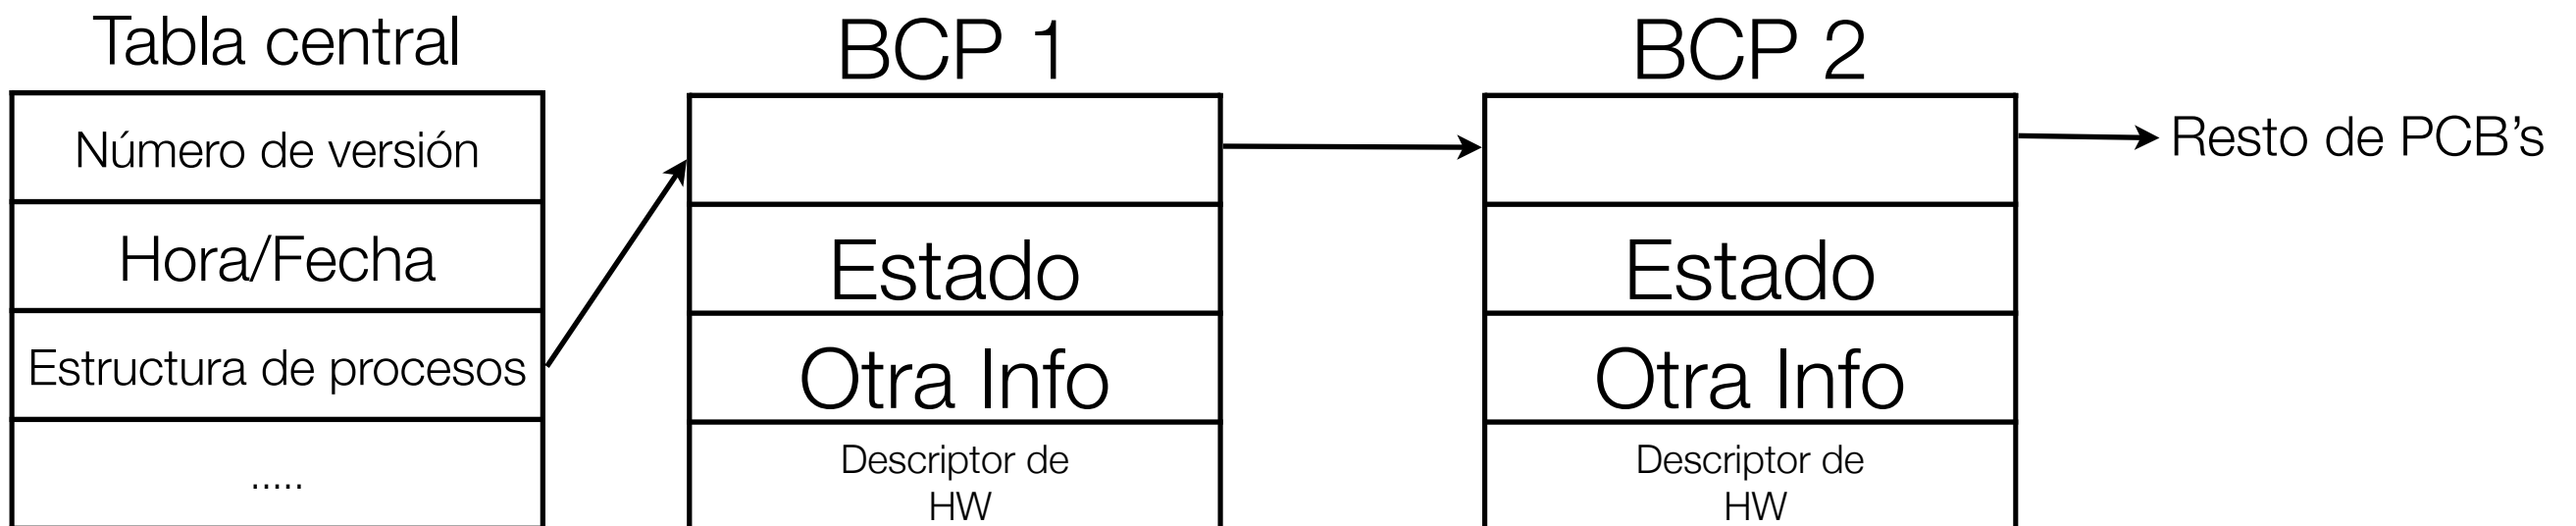 Tabla central
Número de versión
Hora/Fecha
Estructura de procesos
.....
BCP 1
Estado
Otra Info
Descriptor de
HW
BCP 2
Estado
Otra Info
Descriptor de
HW
Resto de PCB's